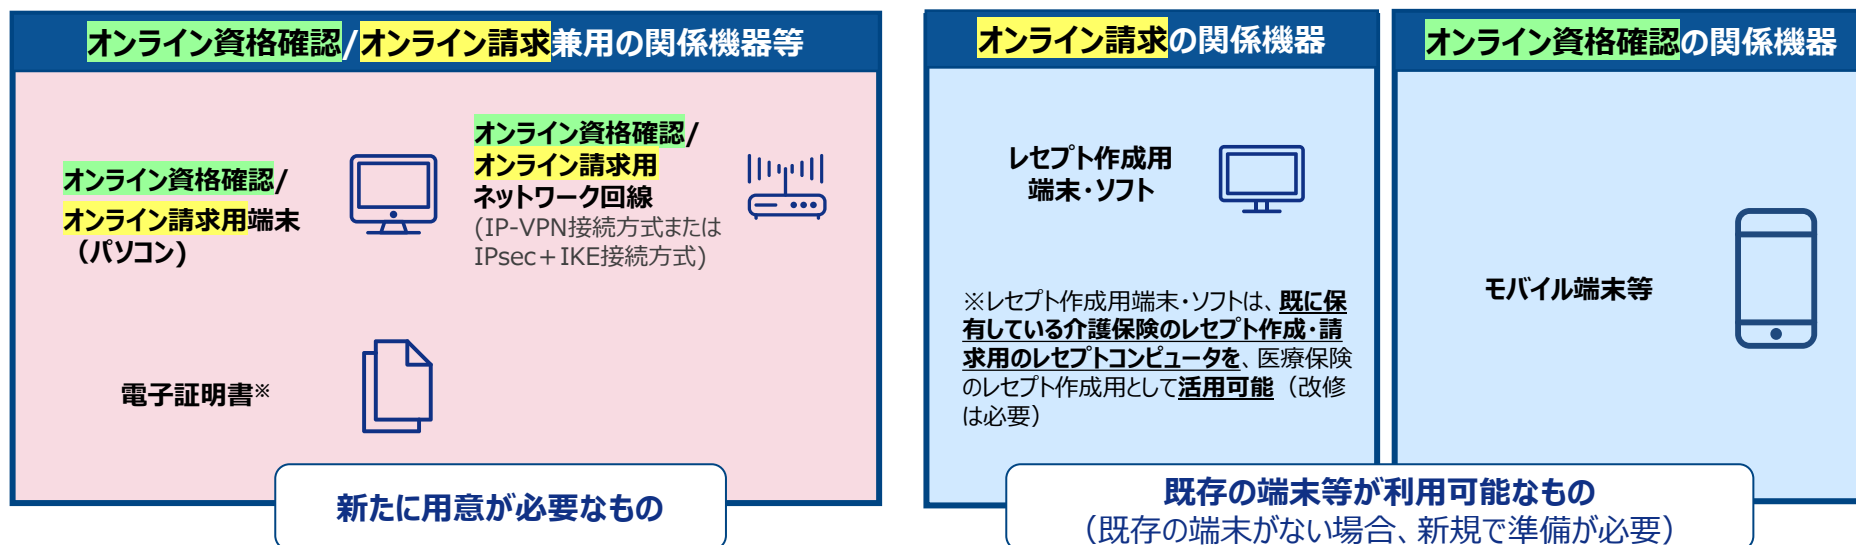 オンライン資格確認/オンライン請求兼用の関係機器等
オンライン資格確認/
オンライン請求用端末
（パソコン）
オンライン資格確認/
オンライン請求用
ネットワーク回線
(IP-VPN接続方式または
IPsec＋IKE接続方式)
電子証明書※
新たに用意が必要なもの
オンライン請求の関係機器
レセプト作成用
端末・ソフト
※レセプト作成用端末・ソフトは、既に保
有している介護保険のレセプト作成・請
求用のレセプトコンピュータを、医療保険
のレセプト作成用として活用可能（改修
は必要）
オンライン資格確認の関係機器
モバイル端末等
既存の端末等が利用可能なもの
（既存の端末がない場合、新規で準備が必要）